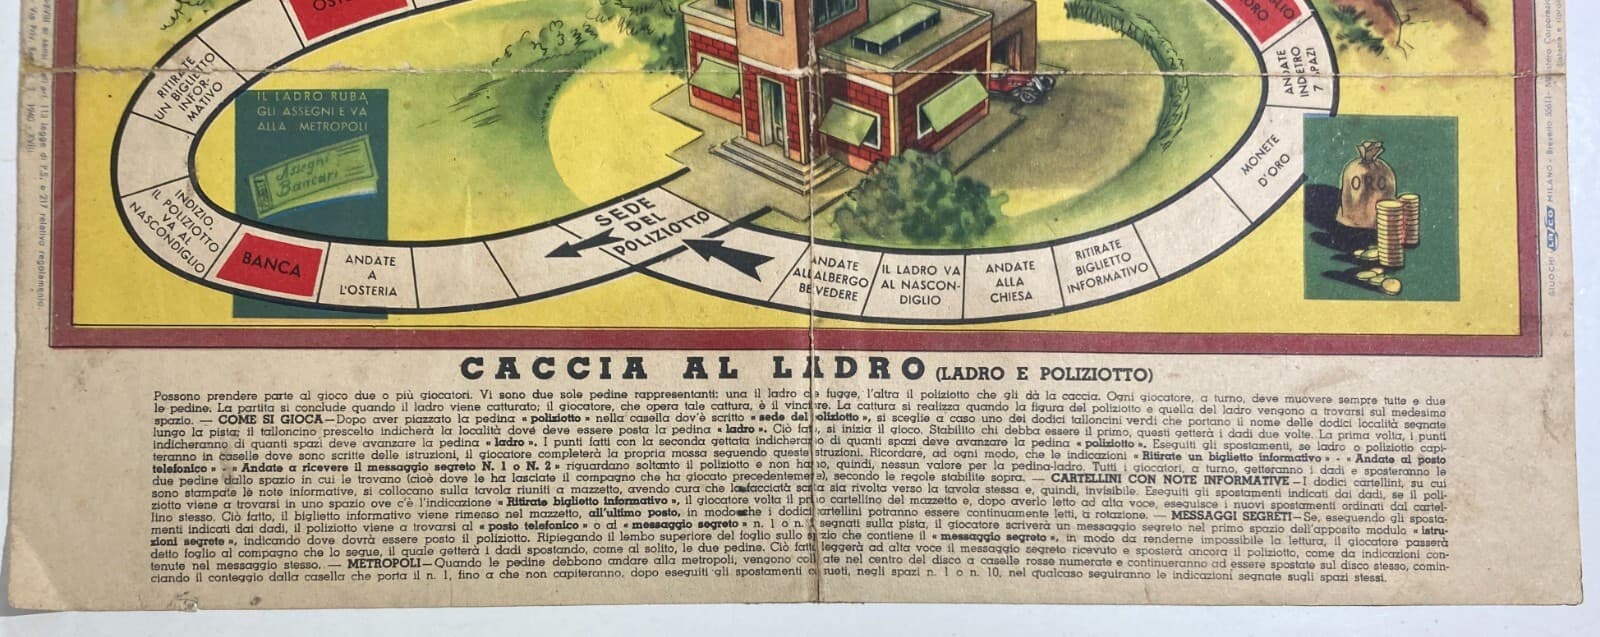 OSTE
ORO
RITIRATE
UN BIGLIETTO
INFOR-
MATIVO
ANDATE
INDIETRO
7 SPAZI
IL LADRO RUBA
GLI ASSEGNI E VA
ALLA METROPOLI
Assegni
Bancari
MONETE
D'ORO
ORO
INDIZIO
IL POLIZIOTTO
VA AL
NASCONDIGLIO
BANCA
ANDATE
A
L'OSTERIA
SEDE
DEL
POLIZIOTTO
ANDATE
ALL'ALBERGO
BELVEDERE
IL LADRO VA
AL NASCON-
DIGLIO
ANDATE
ALLA
CHIESA
RITIRATE
BIGLIETTO
INFORMATIVO
legge di P.S. e 217 relativo regolamento.
GIUOCHI MILANO - Brevetto 50611 - Ministero Corporazioni
CACCIA AL LADRO (LADRO E POLIZIOTTO)
Possono prendere parte al gioco due o più giocatori. Vi sono due sole pedine rappresentanti: una il ladro che fugge, l'altra il poliziotto che gli dà la caccia. Ogni giocatore, a turno, deve muovere sempre tutte e due
le pedine. La partita si conclude quando il ladro viene catturato; il giocatore, che opera tale cattura, è il vincitore. La cattura si realizza quando la figura del poliziotto e quella del ladro vengono a trovarsi sul medesimo
spazio. — COME SI GIOCA — Dopo aver piazzato la pedina « poliziotto » nella casella dov'è scritto « sede del poliziotto », si sceglie a caso uno dei dodici talloncini verdi che portano il nome delle dodici località segnate
lungo la pista; il talloncino prescelto indicherà la località dove deve essere posta la pedina « ladro ». Ciò fatto, si inizia il gioco. Stabilito chi debba essere il primo, questi getterà i dadi due volte. La prima volta, i punti
indicheranno di quanti spazi deve avanzare la pedina « ladro ». I punti fatti con la seconda gettata indicheranno di quanti spazi deve avanzare la pedina « poliziotto ». Eseguiti gli spostamenti, se ladro o poliziotto capi-
teranno in caselle dove sono scritte delle istruzioni, il giocatore completerà la propria mossa seguendo queste istruzioni. Ricordare, ad ogni modo, che le indicazioni « Ritirate un biglietto informativo » - « Andate al posto
telefonico » - « Andate a ricevere il messaggio segreto N. 1 o N. 2 » riguardano soltanto il poliziotto e non hanno, quindi, nessun valore per la pedina-ladro. Tutti i giocatori, a turno, getteranno i dadi e sposteranno le
due pedine dallo spazio in cui le trovano (cioè dove le ha lasciate il compagno che ha giocato precedentemente), secondo le regole stabilite sopra. — CARTELLINI CON NOTE INFORMATIVE — I dodici cartellini, su cui
sono stampate le note informative, si collocano sulla tavola riuniti a mazzetto, avendo cura che la facciata scritta sia rivolta verso la tavola stessa e, quindi, invisibile. Eseguiti gli spostamenti indicati dai dadi, se il poli-
ziotto viene a trovarsi in uno spazio ove c'è l'indicazione « Ritirate biglietto informativo », il giocatore volta il primo cartellino del mazzetto e, dopo averlo letto ad alta voce, eseguisce i nuovi spostamenti ordinati dal cartel-
lino stesso. Ciò fatto, il biglietto informativo viene rimesso nel mazzetto, all'ultimo posto, in modo che i dodici cartellini potranno essere continuamente letti, a rotazione. — MESSAGGI SEGRETI — Se, eseguendo gli sposta-
menti indicati dai dadi, il poliziotto viene a trovarsi al « posto telefonico » o al « messaggio segreto » n. 1 o n. 2 segnati sulla pista, il giocatore scriverà un messaggio segreto nel primo spazio dell'apposito modulo « istru-
zioni segrete », indicando dove dovrà essere posto il poliziotto. Ripiegando il lembo superiore del foglio sullo spazio che contiene il « messaggio segreto », in modo da renderne impossibile la lettura, il giocatore passerà
detto foglio al compagno che lo segue, il quale getterà i dadi spostando, come al solito, le due pedine. Ciò fatto, leggerà ad alta voce il messaggio segreto ricevuto e sposterà ancora il poliziotto, come da indicazioni con-
tenute nel messaggio stesso. — METROPOLI — Quando le pedine debbono andare alla metropoli, vengono collocate nel centro del disco a caselle rosse numerate e continueranno ad essere spostate sul disco stesso, comin-
ciando il conteggio dalla casella che porta il n. 1, fino a che non capiteranno, dopo eseguiti gli spostamenti dovuti, negli spazi n. 1 o n. 10, nel qualcaso seguiranno le indicazioni segnate sugli spazi stessi.